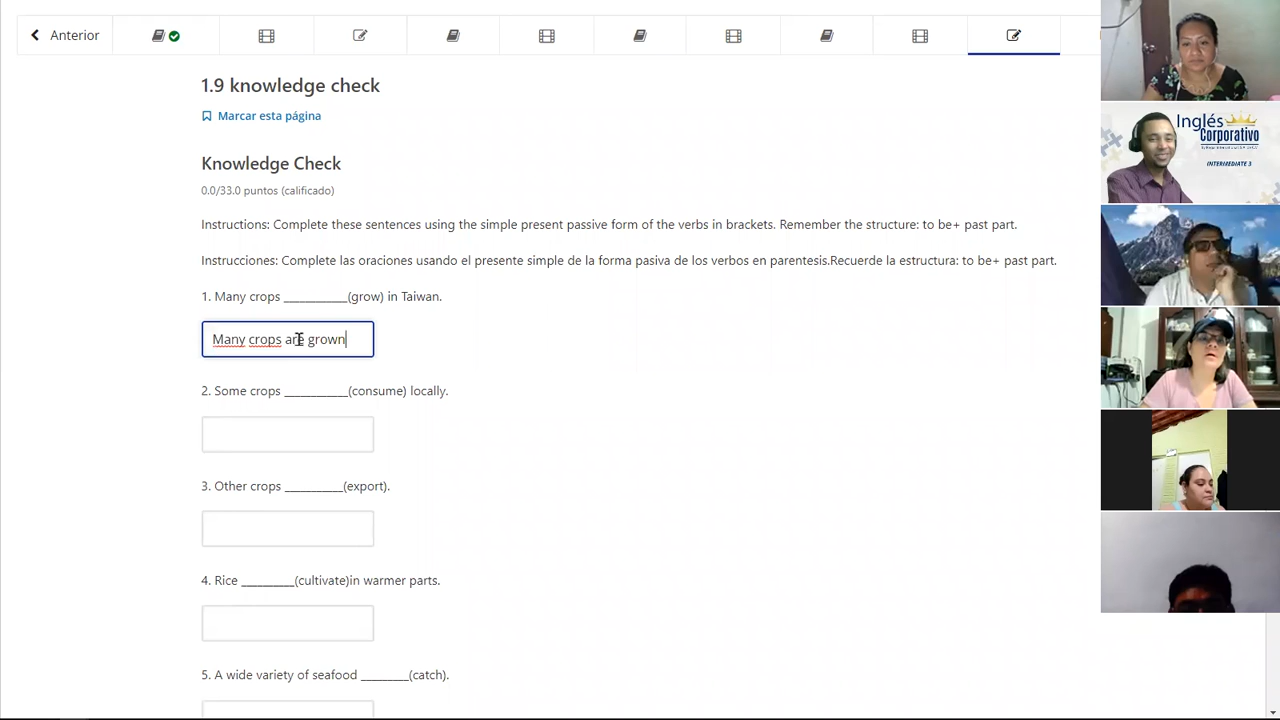 Anterior
1.9 knowledge check
Marcar esta página
Knowledge Check
0.0/33.0 puntos (calificado)
Instructions: Complete these sentences using the simple present passive form of the verbs in brackets. Remember the structure: to be+ past part.
Instrucciones: Complete las oraciones usando el presente simple de la forma pasiva de los verbos en parentesis.Recuerde la estructura: to be+ past part.
1. Many crops ___________(grow) in Taiwan.
Many crops are grown
2. Some crops ___________(consume) locally.
3. Other crops __________(export).
4. Rice _________(cultivate)in warmer parts.
5. A wide variety of seafood ________(catch).
Inglés
Corporativo
INTERMEDIATE 3